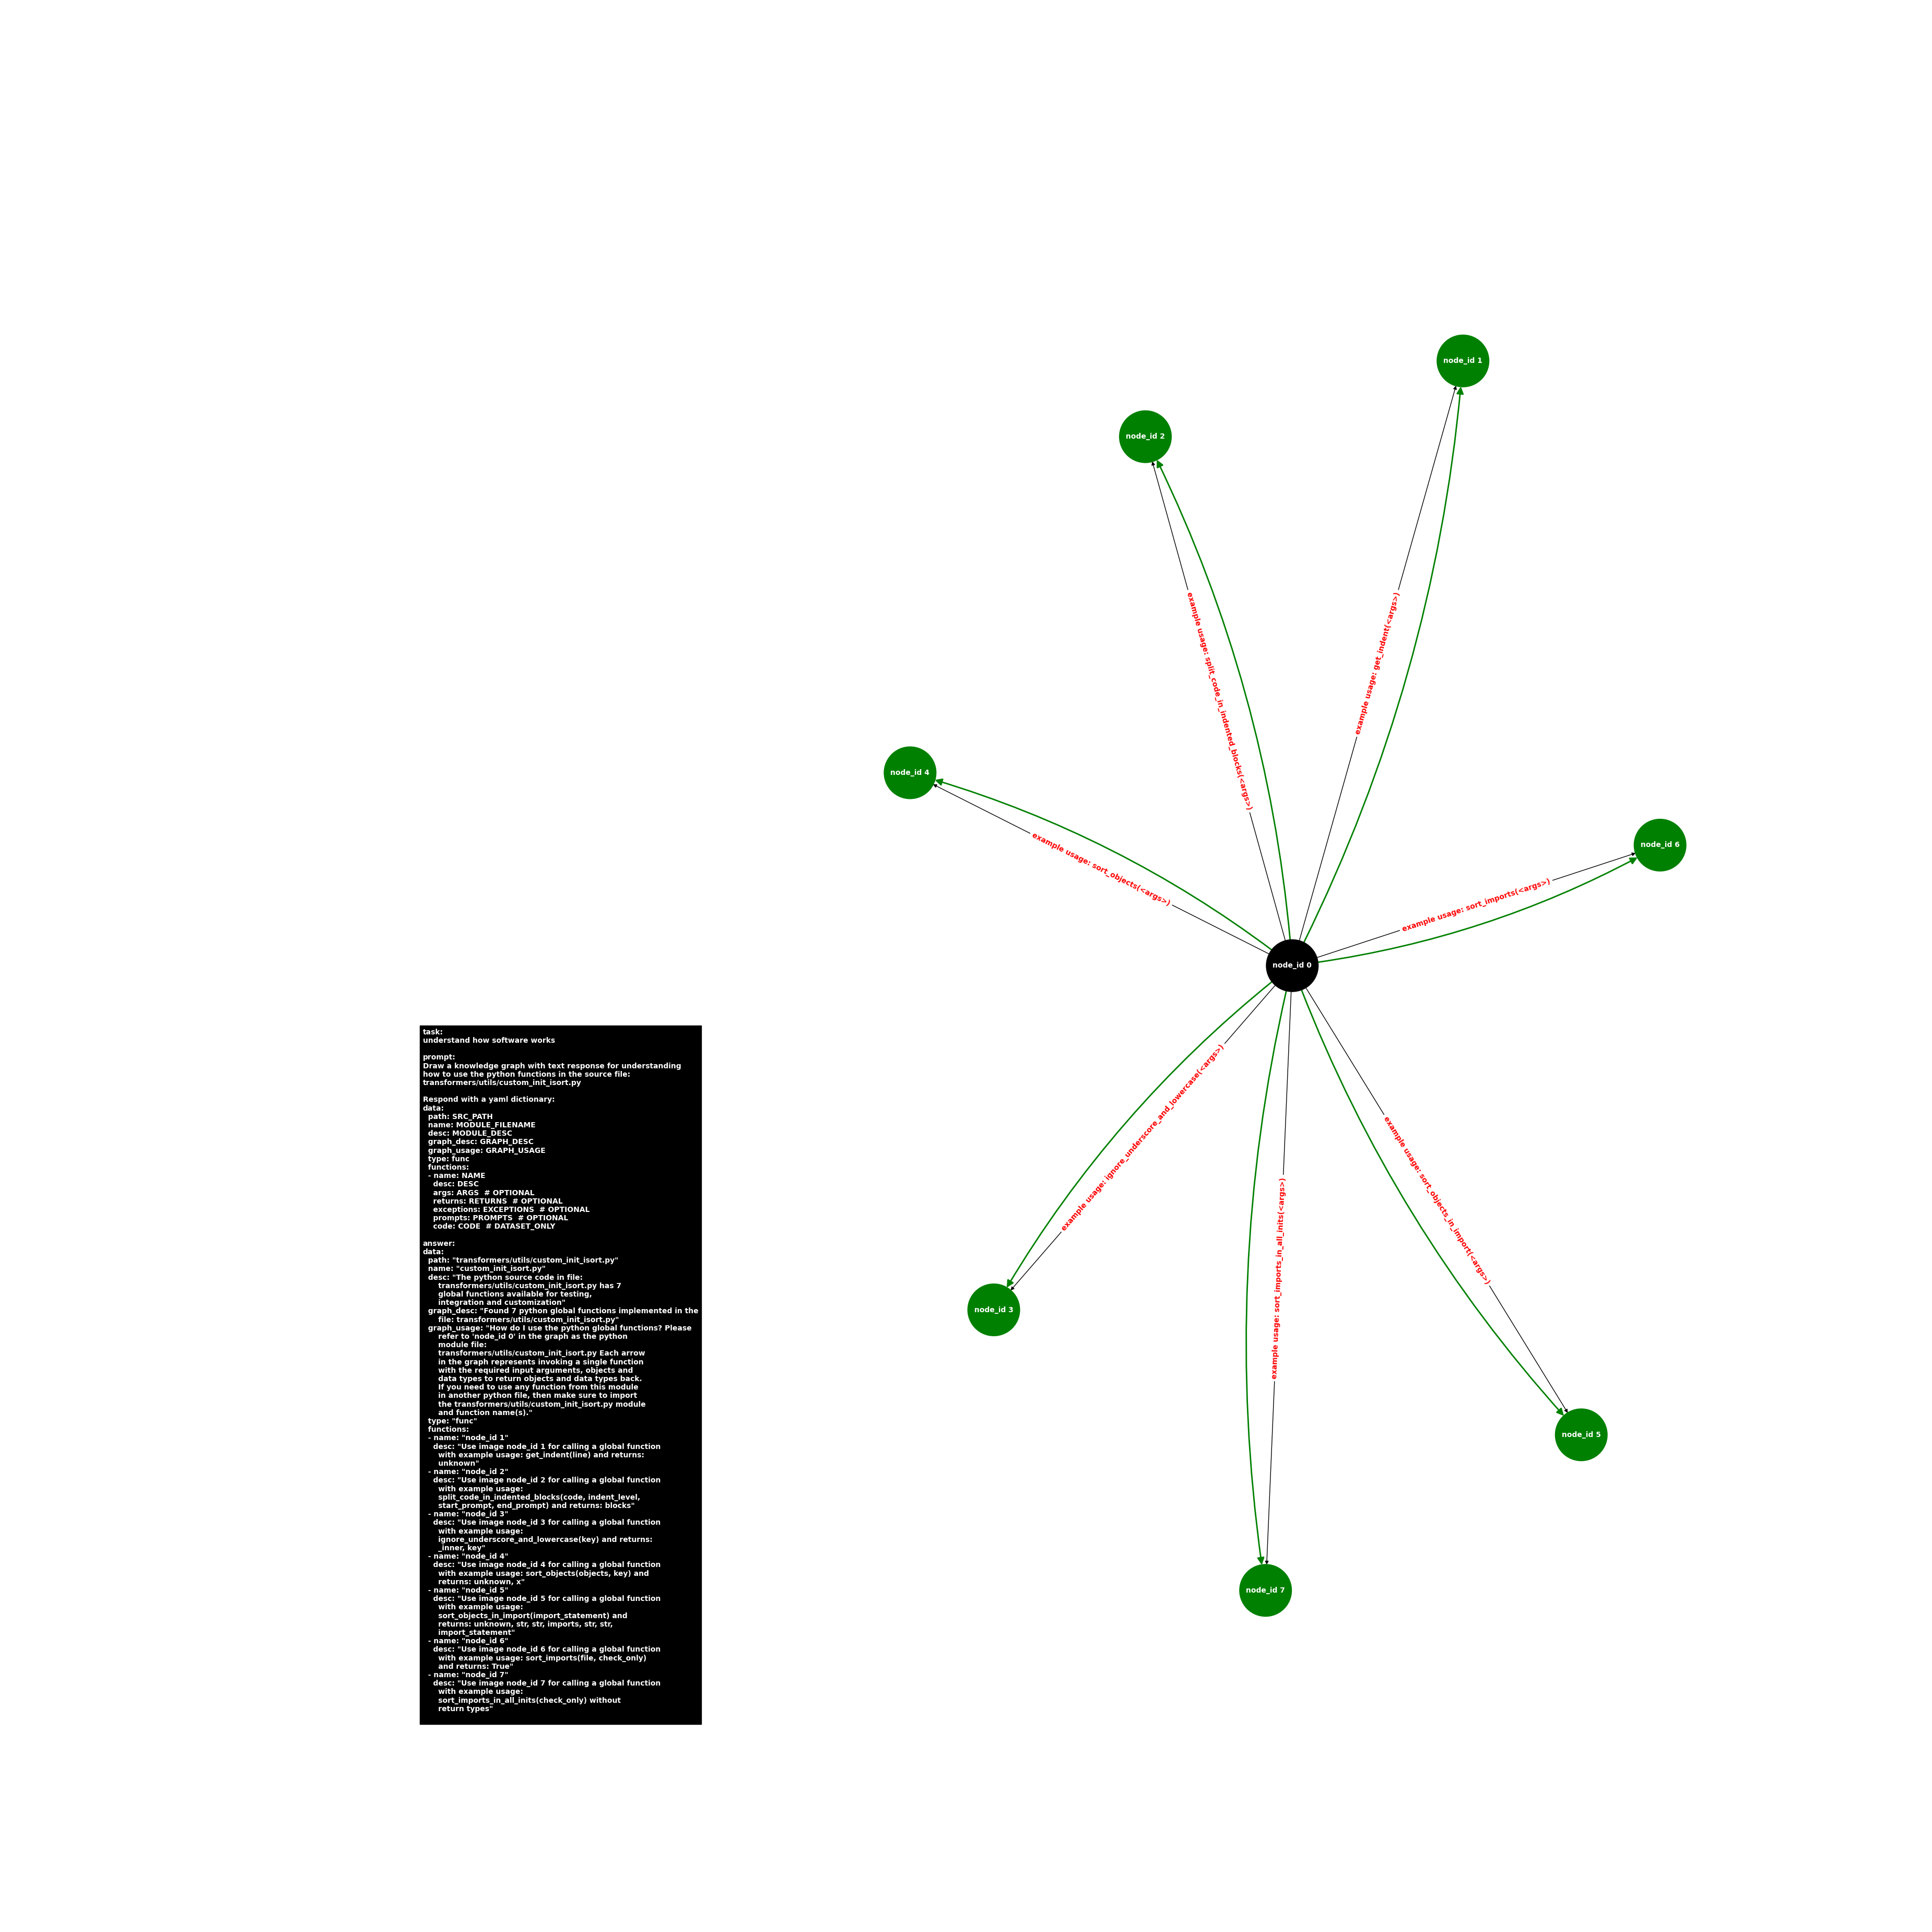 node_id 1
node_id 2
example usage: split_code_in_indented_blocks(<args>)
example usage: get_indent(<args>)
node_id 4
example usage: sort_objects(<args>)
node_id 6
example usage: sort_imports(<args>)
node_id 0
example usage: ignore_underscore_and_lowercase(<args>)
example usage: sort_imports_in_all_inits(<args>)
example usage: sort_objects_in_import(<args>)
node_id 3
node_id 5
node_id 7
task:
understand how software works

prompt:
Draw a knowledge graph with text response for understanding
how to use the python functions in the source file:
transformers/utils/custom_init_isort.py

Respond with a yaml dictionary:
data:
  path: SRC_PATH
  name: MODULE_FILENAME
  desc: MODULE_DESC
  graph_desc: GRAPH_DESC
  graph_usage: GRAPH_USAGE
  type: func
  functions:
  - name: NAME
    desc: DESC
    args: ARGS  # OPTIONAL
    returns: RETURNS  # OPTIONAL
    exceptions: EXCEPTIONS  # OPTIONAL
    prompts: PROMPTS  # OPTIONAL
    code: CODE  # DATASET_ONLY

answer:
data:
  path: "transformers/utils/custom_init_isort.py"
  name: "custom_init_isort.py"
  desc: "The python source code in file:
      transformers/utils/custom_init_isort.py has 7
      global functions available for testing,
      integration and customization"
  graph_desc: "Found 7 python global functions implemented in the
      file: transformers/utils/custom_init_isort.py"
  graph_usage: "How do I use the python global functions? Please
      refer to 'node_id 0' in the graph as the python
      module file:
      transformers/utils/custom_init_isort.py Each arrow
      in the graph represents invoking a single function
      with the required input arguments, objects and
      data types to return objects and data types back.
      If you need to use any function from this module
      in another python file, then make sure to import
      the transformers/utils/custom_init_isort.py module
      and function name(s)."
  type: "func"
  functions:
  - name: "node_id 1"
    desc: "Use image node_id 1 for calling a global function
      with example usage: get_indent(line) and returns:
      unknown"
  - name: "node_id 2"
    desc: "Use image node_id 2 for calling a global function
      with example usage:
      split_code_in_indented_blocks(code, indent_level,
      start_prompt, end_prompt) and returns: blocks"
  - name: "node_id 3"
    desc: "Use image node_id 3 for calling a global function
      with example usage:
      ignore_underscore_and_lowercase(key) and returns:
      _inner, key"
  - name: "node_id 4"
    desc: "Use image node_id 4 for calling a global function
      with example usage: sort_objects(objects, key) and
      returns: unknown, x"
  - name: "node_id 5"
    desc: "Use image node_id 5 for calling a global function
      with example usage:
      sort_objects_in_import(import_statement) and
      returns: unknown, str, str, imports, str, str,
      import_statement"
  - name: "node_id 6"
    desc: "Use image node_id 6 for calling a global function
      with example usage: sort_imports(file, check_only)
      and returns: True"
  - name: "node_id 7"
    desc: "Use image node_id 7 for calling a global function
      with example usage:
      sort_imports_in_all_inits(check_only) without
      return types"